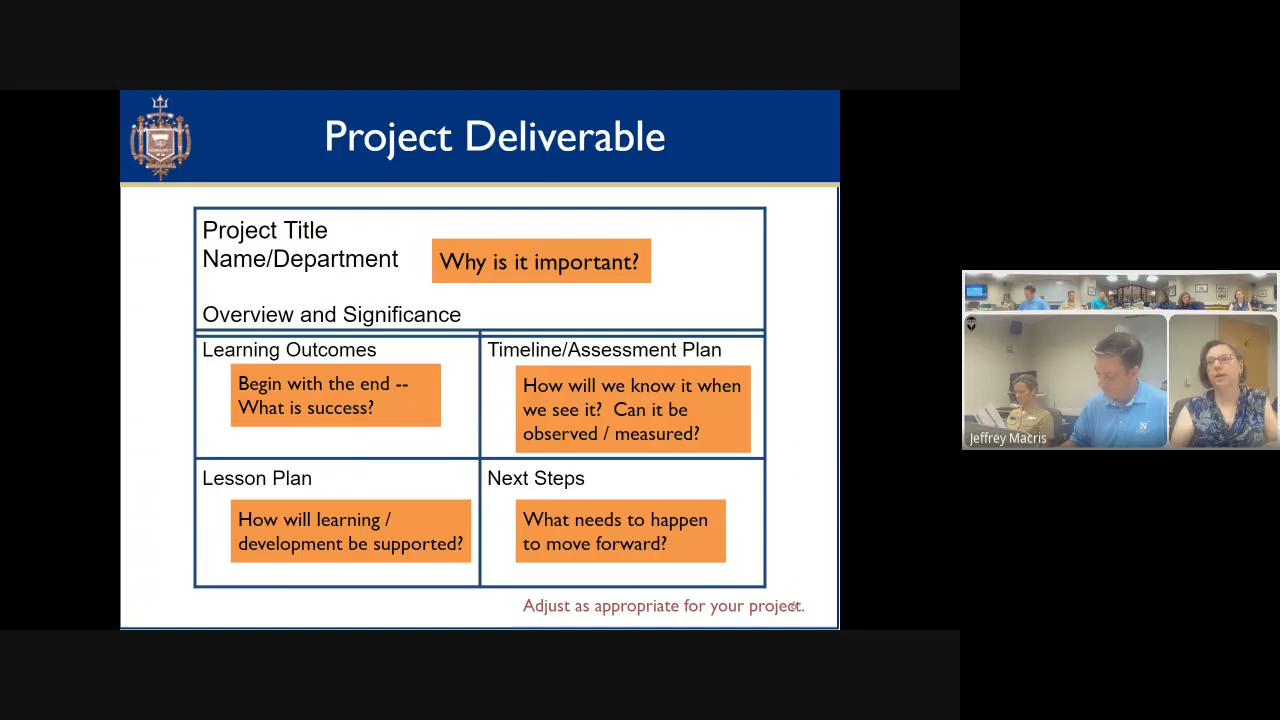 Project Deliverable
Project Title
Name/Department
Why is it important?
Overview and Significance
Learning Outcomes
Begin with the end --
What is success?
Timeline/Assessment Plan
How will we know it when
we see it? Can it be
observed / measured?
Lesson Plan
How will learning /
development be supported?
Next Steps
What needs to happen
to move forward?
Adjust as appropriate for your project.
Jeffrey Macris
N